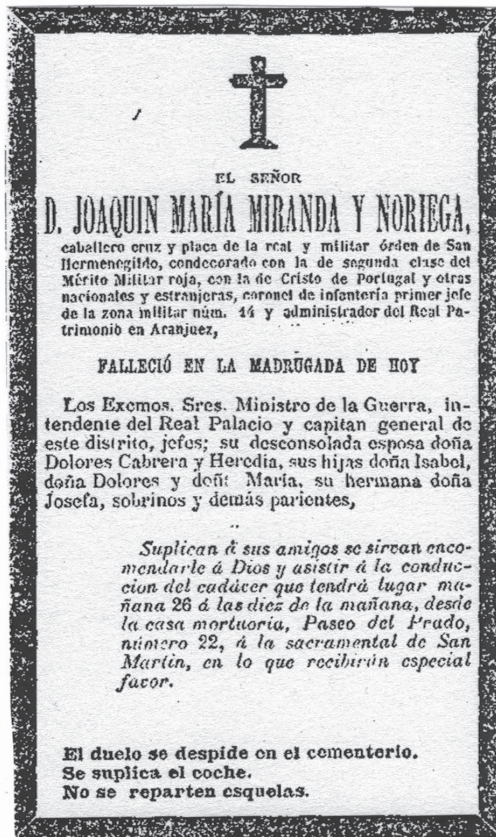 EL SEÑOR
D. JOAQUIN MARÍA MIRANDA Y NORIEGA,
caballero cruz y placa de la real y militar órden de San
Hermenegildo, condecorado con la de segunda clase del
Mérito Militar roja, con la de Cristo de Portugal y otras
nacionales y estranjeras, coronel de infantería primer jefe
de la zona militar núm. 14 y administrador del Real Pa-
trimonio en Aranjuez,
FALLECIÓ EN LA MADRUGADA DE HOY
Los Excmos. Sres. Ministro de la Guerra, in-
tendente del Real Palacio y capitan general de
este distrito, jefes; su desconsolada esposa doña
Dolores Cabrera y Heredia, sus hijas doña Isabel,
doña Dolores y doña María, su hermana doña
Josefa, sobrinos y demás parientes,
Suplican á sus amigos se sirvan enco-
mendarle á Dios y asistir á la conduc-
cion del cadáver que tendrá lugar ma-
ñana 26 á las diez de la mañana, desde
la casa mortuoria, Paseo del Prado,
número 22, á la sacramental de San
Martin, en lo que recibirán especial
favor.
El duelo se despide en el cementerio.
Se suplica el coche.
No se reparten esquelas.